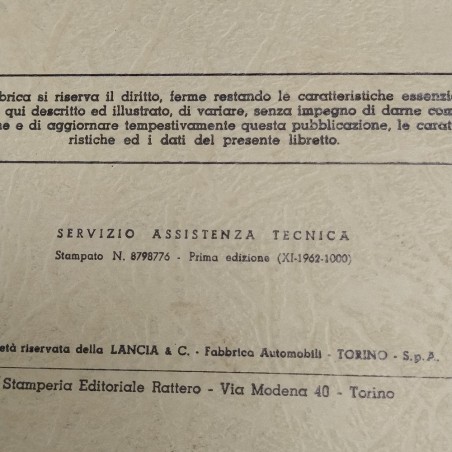 brica si riserva il diritto, ferme restando le caratteristiche essenzi
qui descritto ed illustrato, di variare, senza impegno di darne com
e e di aggiornare tempestivamente questa pubblicazione, le carat
ristiche ed i dati del presente libretto.
SERVIZIO ASSISTENZA TECNICA
Stampato N. 8798776 - Prima edizione (XI-1962-1000)
età riservata della LANCIA & C. - Fabbrica Automobili - TORINO - S.p.A.
Stamperia Editoriale Rattero - Via Modena 40 - Torino